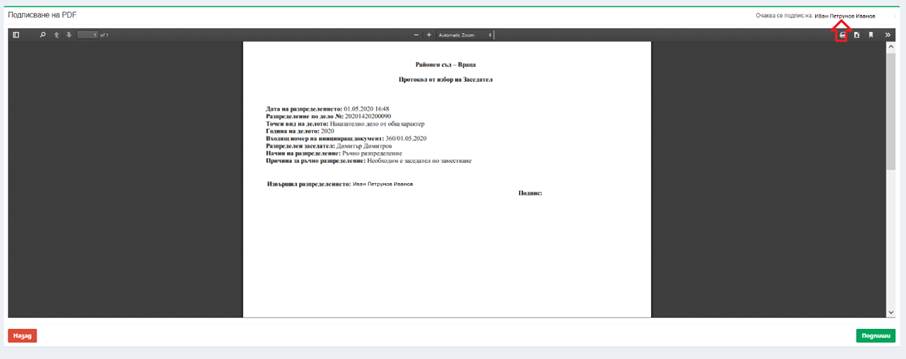 Подписване на PDF
Очаква се подпис на: Иван Петрунов Иванов
1 of 1
Automatic Zoom
Районен съд – Враца
Протокол от избор на Заседател
Дата на разпределението: 01.05.2020 16:48
Разпределение по дело №: 20201420200090
Точен вид на делото: Наказателно дело от общ характер
Година на делото: 2020
Входящ номер на иницииращ документ: 360/01.05.2020
Разпределен заседател: Димитър Димитров
Начин на разпределение: Ръчно разпределение
Причина за ръчно разпределение: Необходим е заседател по заместване
Извършил разпределението: Иван Петрунов Иванов
Подпис:
Назад
Подпиши